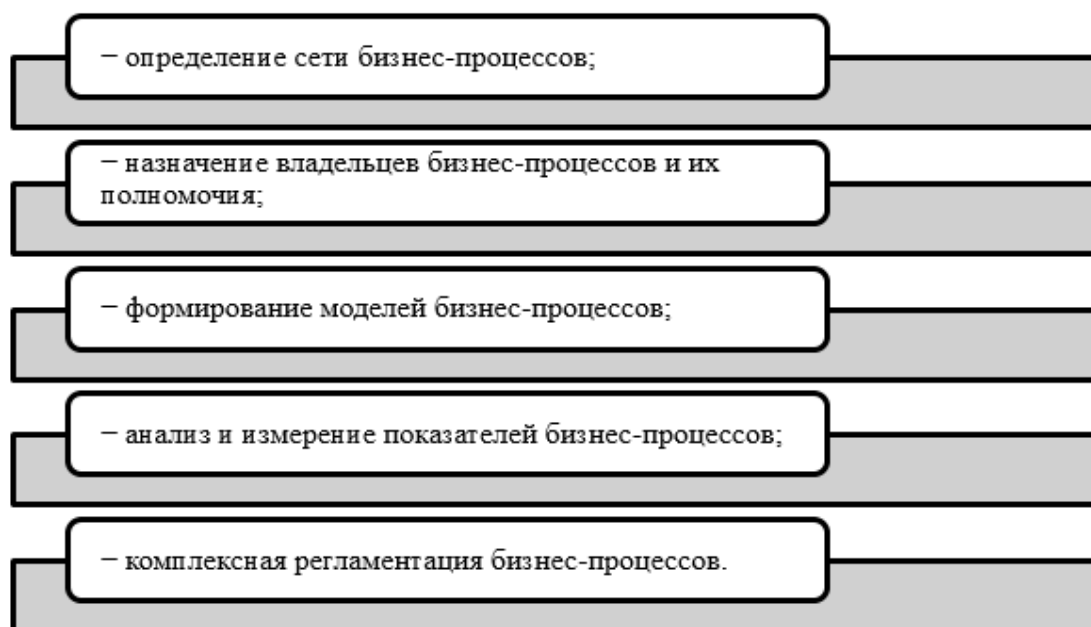 – определение сети бизнес-процессов;
– назначение владельцев бизнес-процессов и их
полномочия;
– формирование моделей бизнес-процессов;
– анализ и измерение показателей бизнес-процессов;
– комплексная регламентация бизнес-процессов.